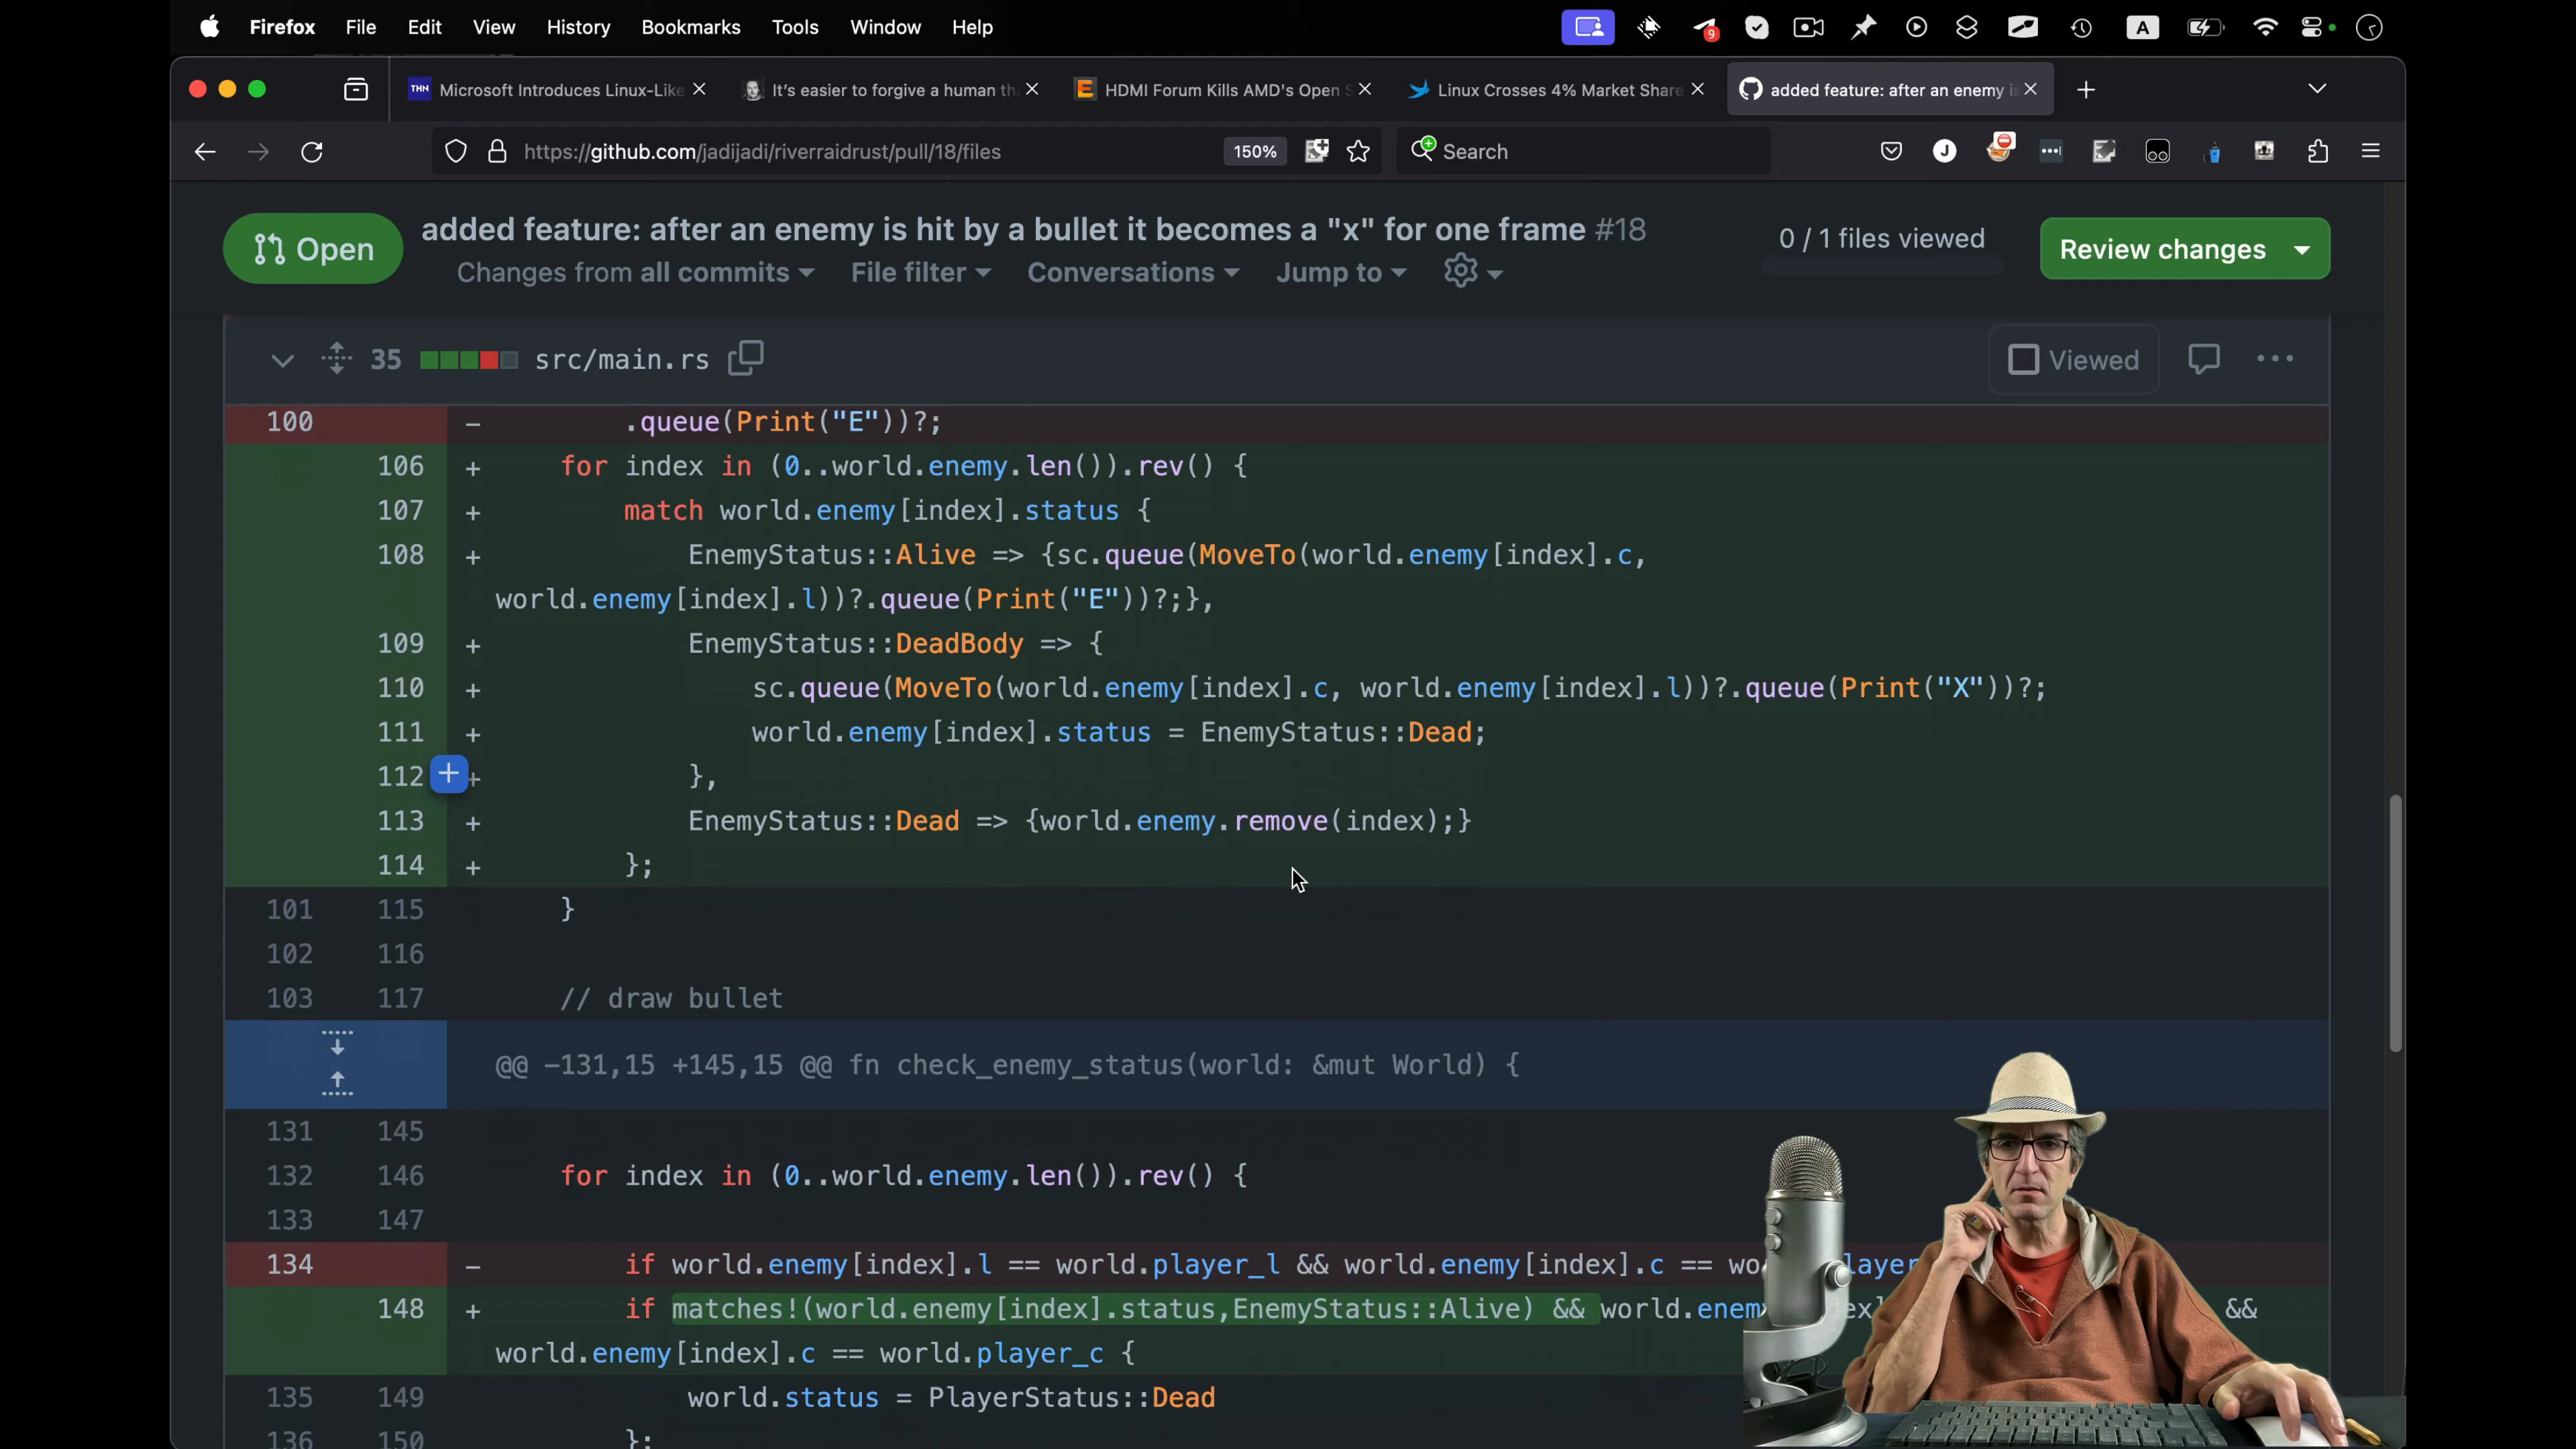 Firefox File Edit View History Bookmarks Tools Window Help
9
A
THN Microsoft Introduces Linux-Like
It's easier to forgive a human th
E HDMI Forum Kills AMD's Open S
Linux Crosses 4% Market Share
added feature: after an enemy is
https://github.com/jadijadi/riverraidrust/pull/18/files
150%
Search
J
Open
added feature: after an enemy is hit by a bullet it becomes a "x" for one frame #18
Changes from all commits File filter Conversations Jump to
0 / 1 files viewed
Review changes
35 src/main.rs
Viewed
100 - .queue(Print("E"))?;
106 + for index in (0..world.enemy.len()).rev() {
107 + match world.enemy[index].status {
108 + EnemyStatus::Alive => {sc.queue(MoveTo(world.enemy[index].c,
world.enemy[index].l))?.queue(Print("E"))?;},
109 + EnemyStatus::DeadBody => {
110 + sc.queue(MoveTo(world.enemy[index].c, world.enemy[index].l))?.queue(Print("X"))?;
111 + world.enemy[index].status = EnemyStatus::Dead;
112 + },
113 + EnemyStatus::Dead => {world.enemy.remove(index);}
114 + };
101 115 }
102 116
103 117 // draw bullet
@@ -131,15 +145,15 @@ fn check_enemy_status(world: &mut World) {
131 145
132 146 for index in (0..world.enemy.len()).rev() {
133 147
134 - if world.enemy[index].l == world.player_l && world.enemy[index].c ==
148 + if matches!(world.enemy[index].status,EnemyStatus::Alive) && &&
world.enemy[index].c == world.player_c {
135 149 world.status = PlayerStatus::Dead
136 150 };